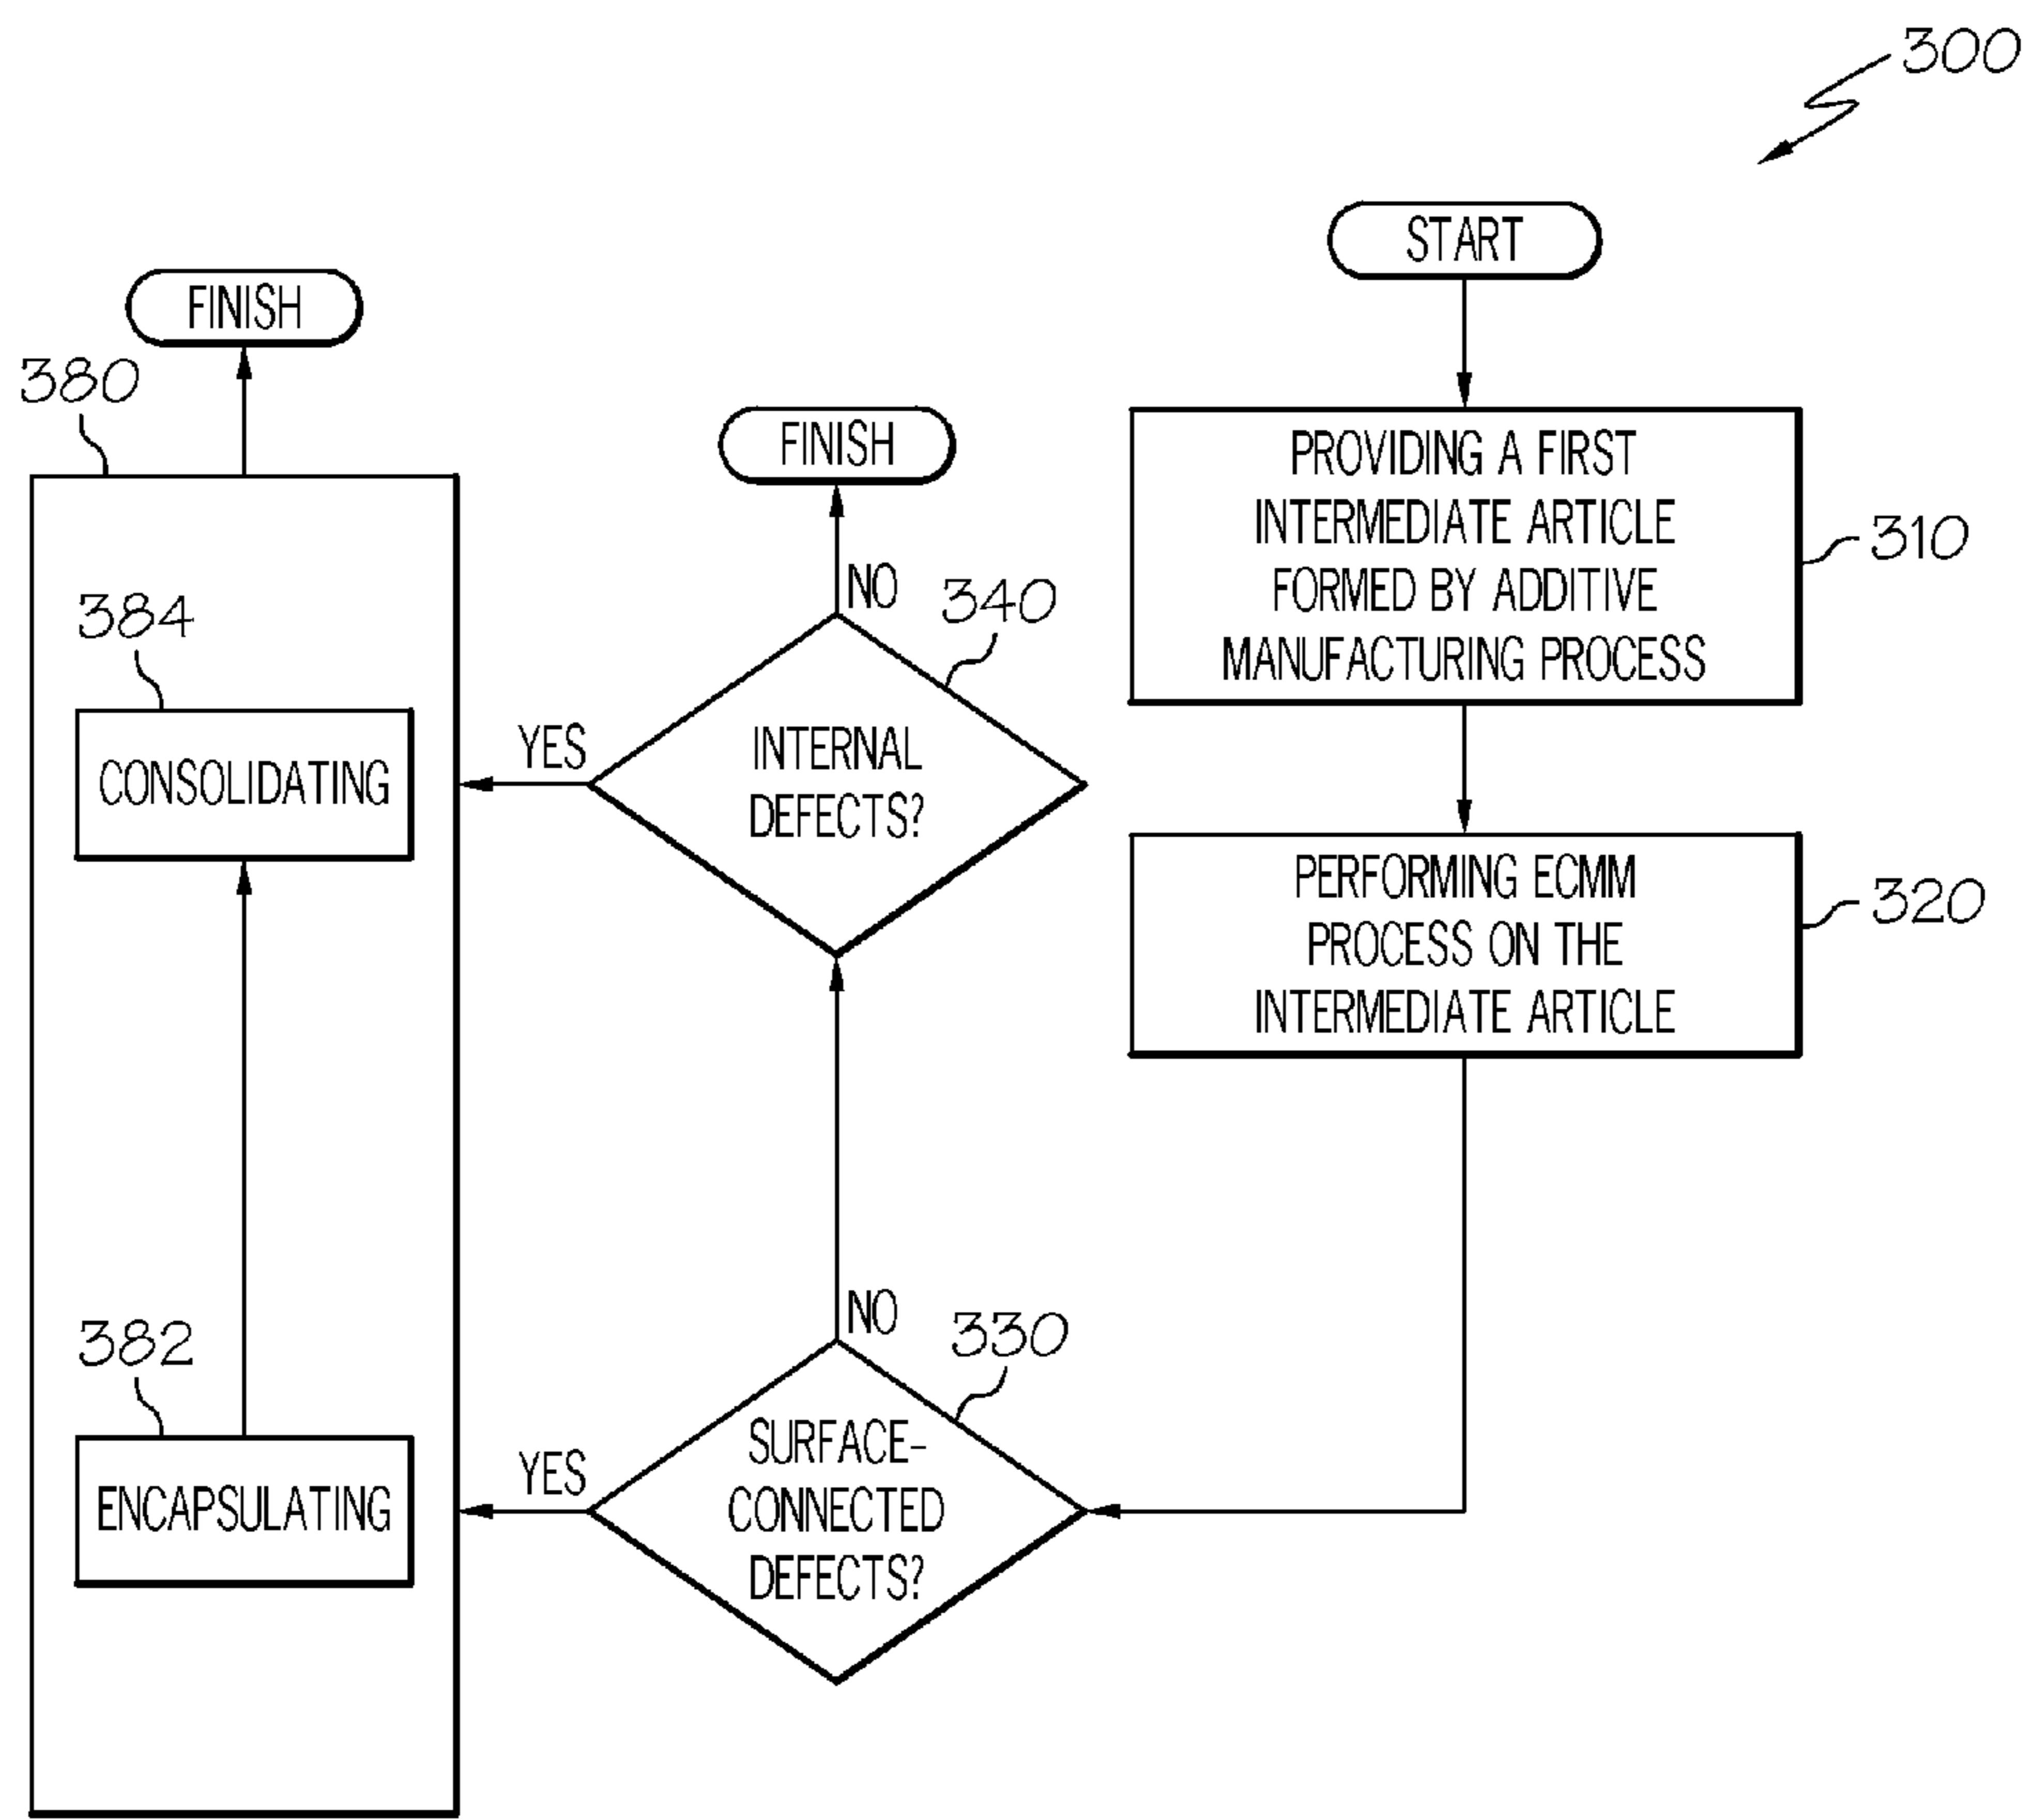 300
START
PROVIDING A FIRST
INTERMEDIATE ARTICLE
FORMED BY ADDITIVE
MANUFACTURING PROCESS
310
PERFORMING ECMM
PROCESS ON THE
INTERMEDIATE ARTICLE
320
SURFACE-
CONNECTED
DEFECTS?
330
YES
NO
INTERNAL
DEFECTS?
340
YES
NO
FINISH
380
ENCAPSULATING
382
CONSOLIDATING
384
FINISH